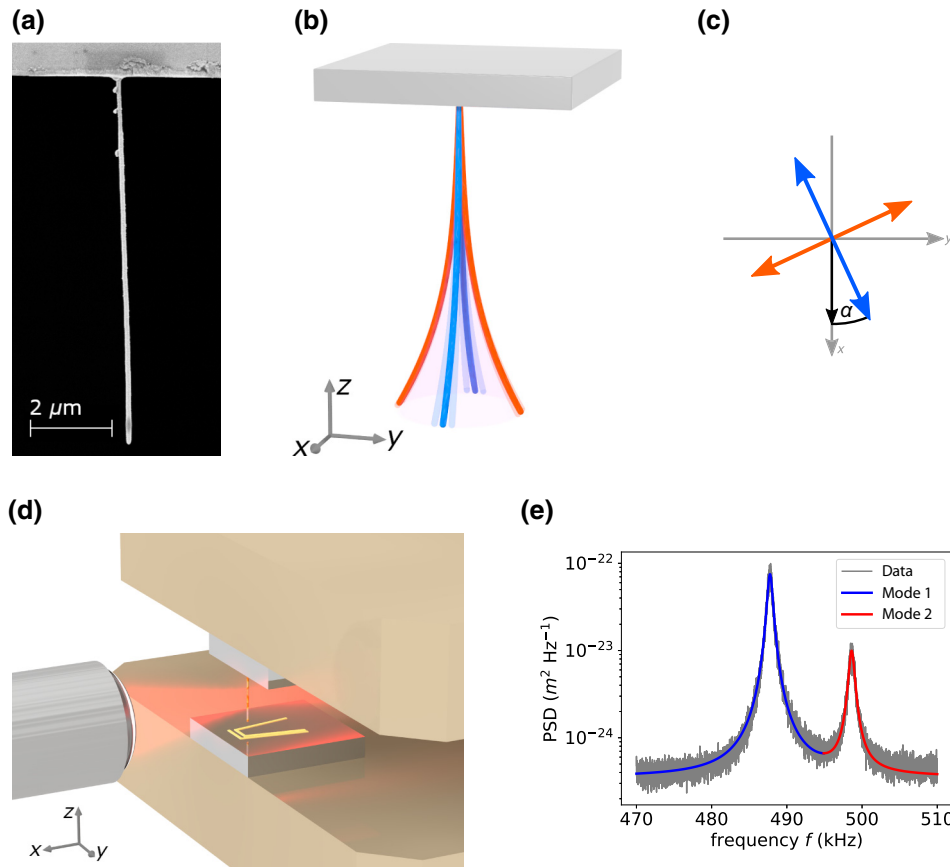 (a)
(b)
(c)
2 μm
z
x
y
y
α
x
(d)
(e)
z
x
y
PSD (m² Hz⁻¹)
10⁻²²
10⁻²³
10⁻²⁴
Data
Mode 1
Mode 2
470 480 490 500 510
frequency f (kHz)